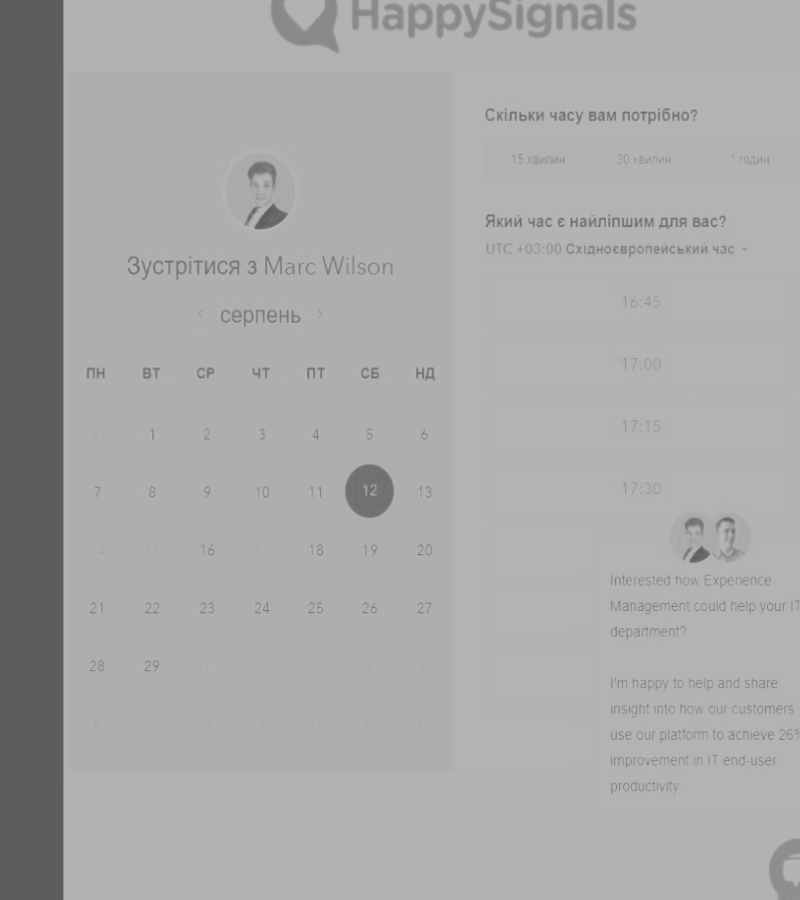 HappySignals
Зустрітися з Marc Wilson
‹ серпень ›
ПН ВТ СР ЧТ ПТ СБ НД
31 1 2 3 4 5 6
7 8 9 10 11 12 13
14 15 16 17 18 19 20
21 22 23 24 25 26 27
28 29 1 2 3 4 5
6 7 8 9 10 11 12
Скільки часу вам потрібно?
15 хвилин 30 хвилин 1 годин
Який час є найліпшим для вас?
UTC +03:00 Східноєвропейський час
16:45
17:00
17:15
17:30
Interested how Experience
Management could help your IT
department?
I'm happy to help and share
insight into how our customers
use our platform to achieve 26%
improvement in IT end-user
productivity